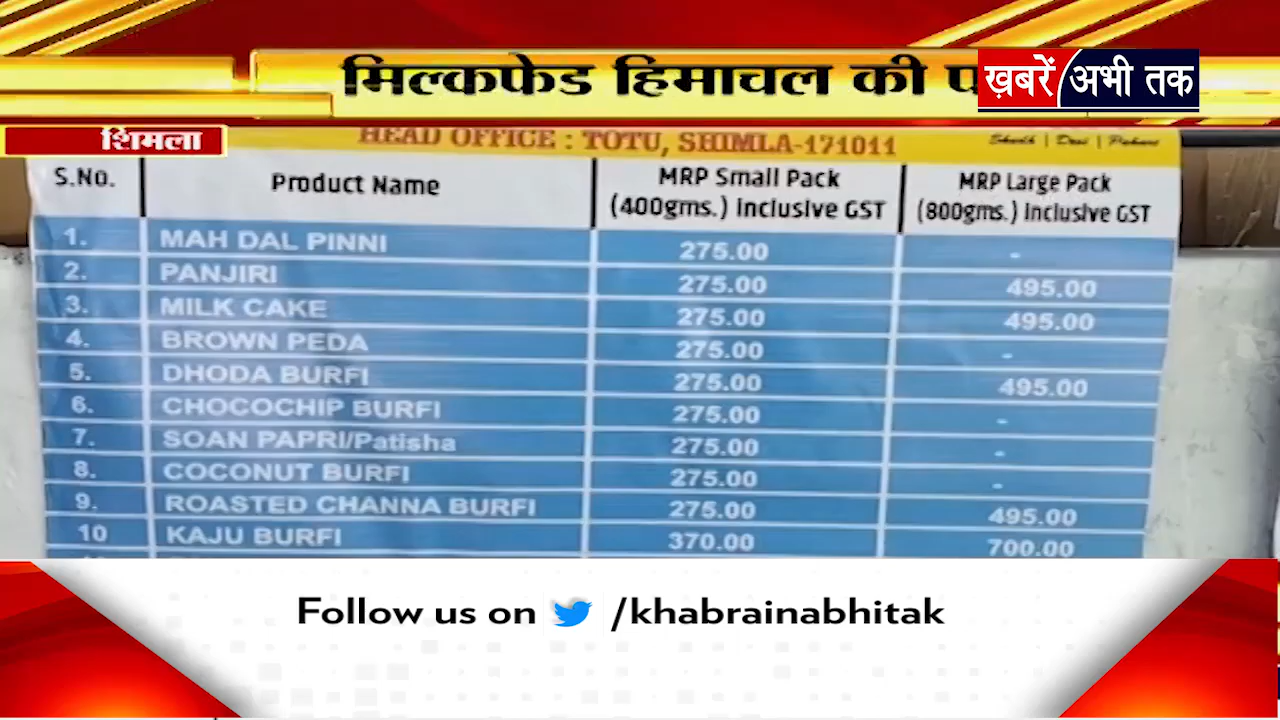 मिल्कफेड हिमाचल की
ख़बरें अभी तक
शिमला
HEAD OFFICE : TOTU, SHIMLA-171011
Shudh | Desi | Pahari
S.No. Product Name MRP Small Pack (400gms.) Inclusive GST MRP Large Pack (800gms.) Inclusive GST
1. MAH DAL PINNI 275.00 -
2. PANJIRI 275.00 495.00
3. MILK CAKE 275.00 495.00
4. BROWN PEDA 275.00 -
5. DHODA BURFI 275.00 495.00
6. CHOCOCHIP BURFI 275.00 -
7. SOAN PAPRI/Patisha 275.00 -
8. COCONUT BURFI 275.00 -
9. ROASTED CHANNA BURFI 275.00 495.00
10 KAJU BURFI 370.00 700.00
Follow us on /khabrainabhitak